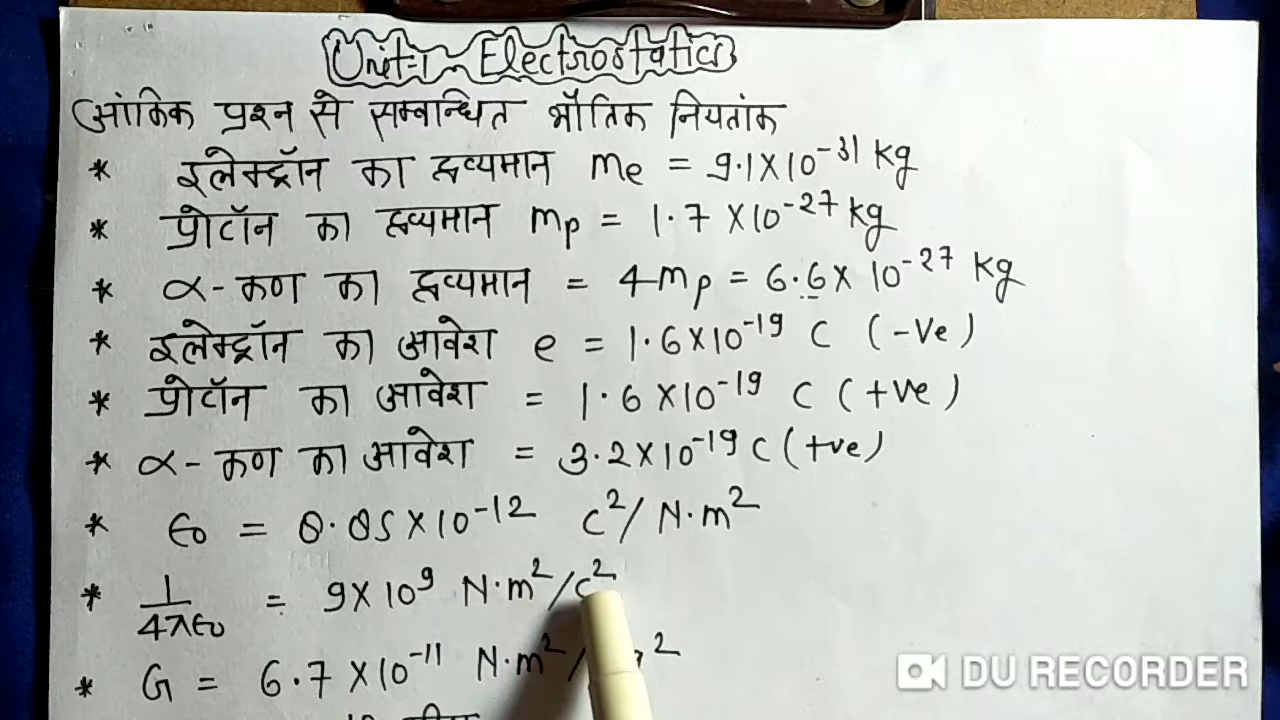 Unit-1 Electrostatics
आंकिक प्रश्न से सम्बन्धित भौतिक नियतांक
* इलेक्ट्रॉन का द्रव्यमान me = 9.1×10⁻³¹ kg
* प्रोटॉन का द्रव्यमान mp = 1.7 ×10⁻²⁷ kg
* α-कण का द्रव्यमान = 4mp = 6.6× 10⁻²⁷ kg
* इलेक्ट्रॉन का आवेश e = 1.6×10⁻¹⁹ C (-ve)
* प्रोटॉन का आवेश = 1.6 ×10⁻¹⁹ C (+ve)
* α-कण का आवेश = 3.2×10⁻¹⁹ C (+ve)
* ε₀ = 8.85×10⁻¹² C²/N.m²
* 1/4πε₀ = 9×10⁹ N.m²/C²
* G = 6.7 ×10⁻¹¹ N.m²/ ²
DU RECORDER